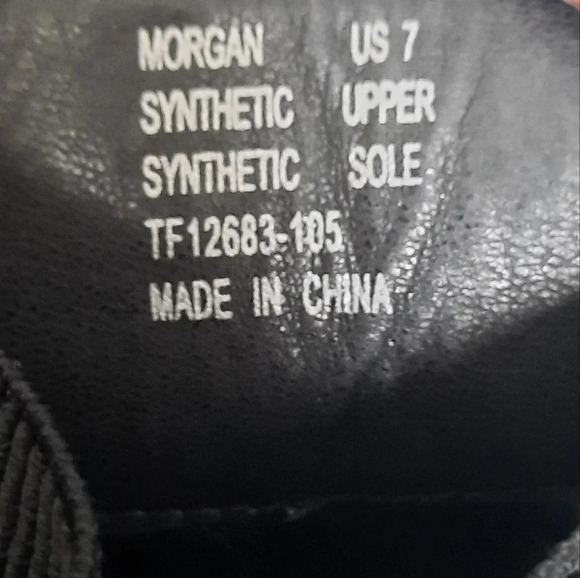 MORGAN US 7
SYNTHETIC UPPER
SYNTHETIC SOLE
TF12683-105
MADE IN CHINA